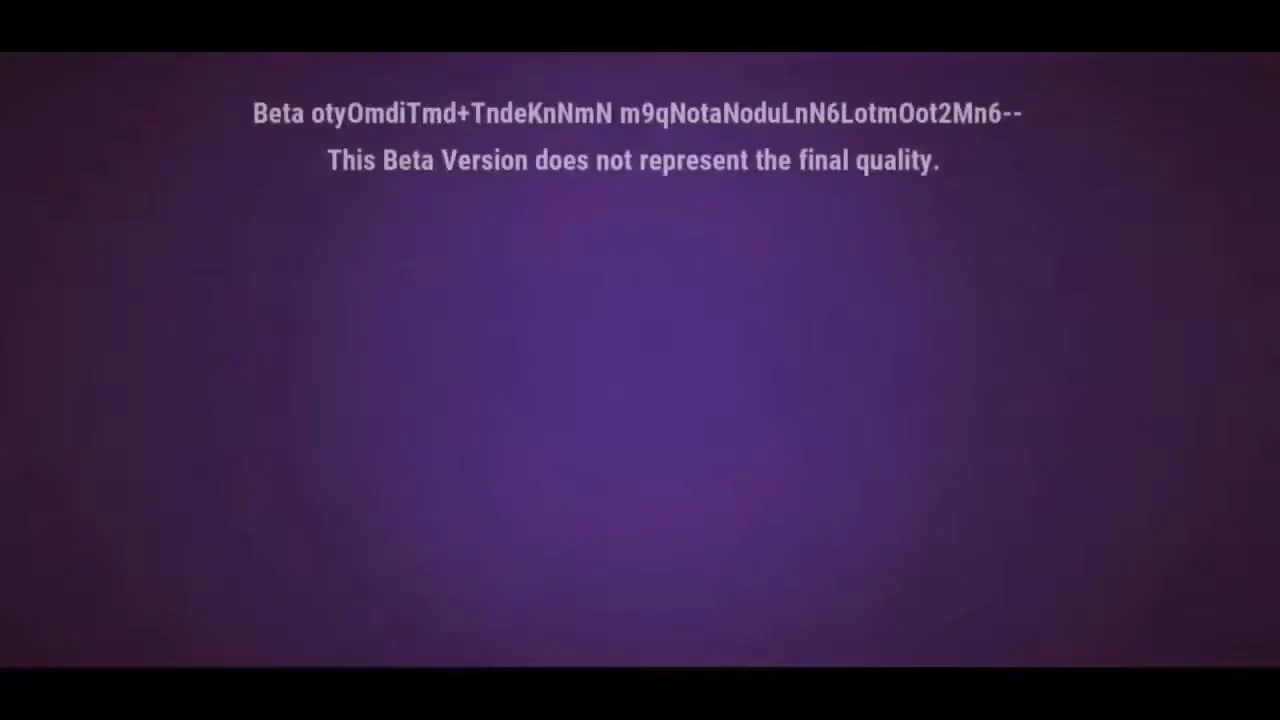 Beta otyOmdiTmd+TndeKnNmN m9qNotaNoduLnN6LotmOot2Mn6--
This Beta Version does not represent the final quality.